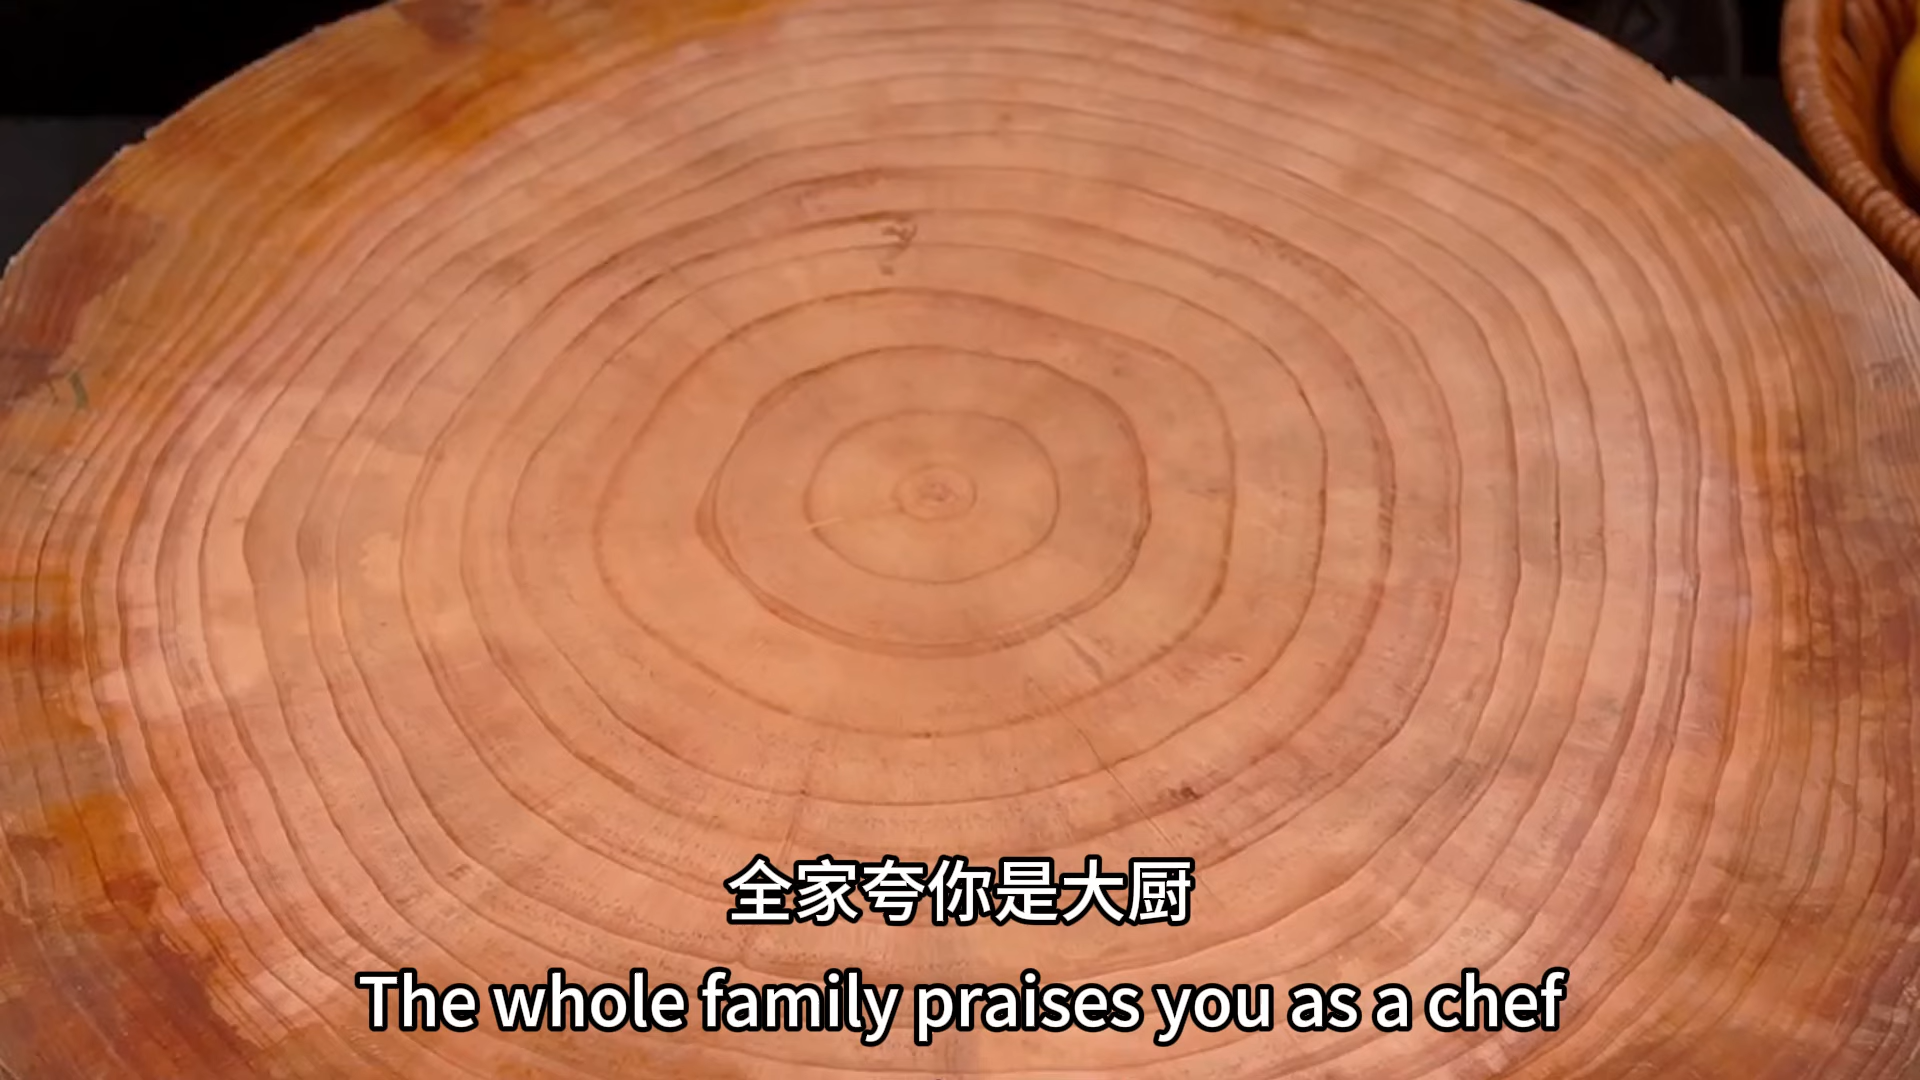 全家夸你是大厨
The whole family praises you as a chef